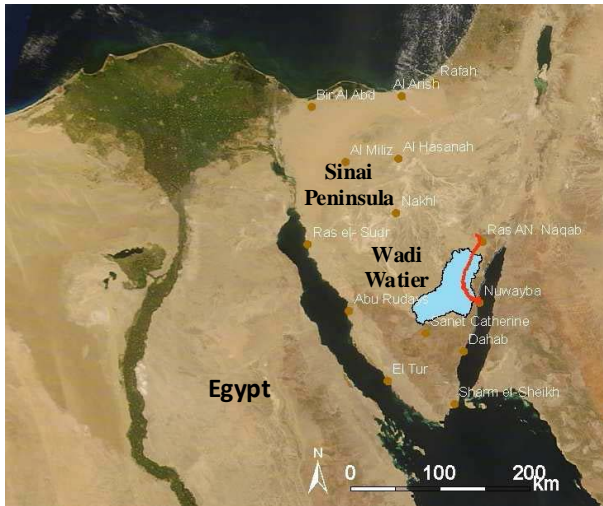 Rafah
Al Arish
Bir Al Abd
Al Miliz
Al Hasanah
Sinai
Peninsula
Nakhl
Ras el- Sudr
Ras AN. Naqab
Wadi
Watier
Nuwayba
Abu Rudays
Sanet Catherine
Dahab
El Tur
Egypt
Sharm el-Sheikh
N
0 100 200
Km